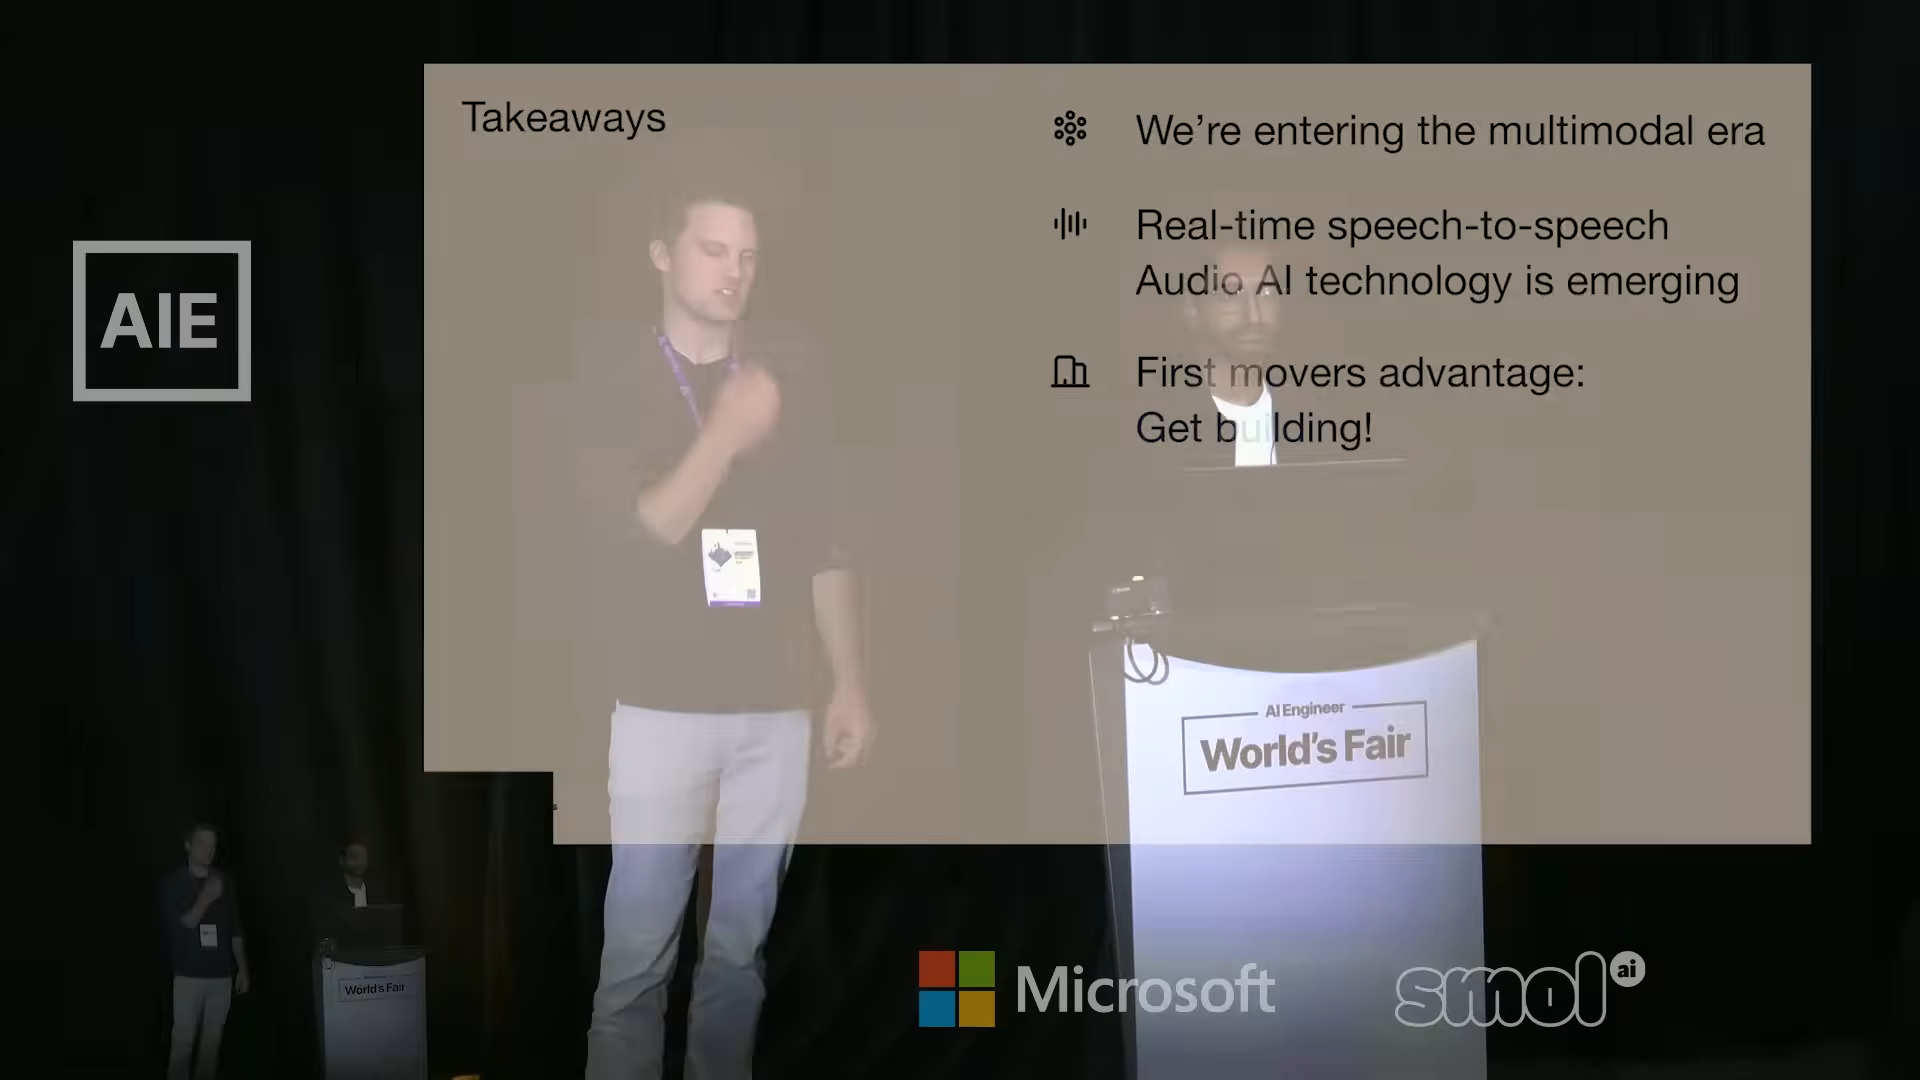 Takeaways
We're entering the multimodal era
Real-time speech-to-speech
Audio AI technology is emerging
First movers advantage:
Get building!
AIE
AI Engineer
World's Fair
World's Fair
Microsoft
smol ai